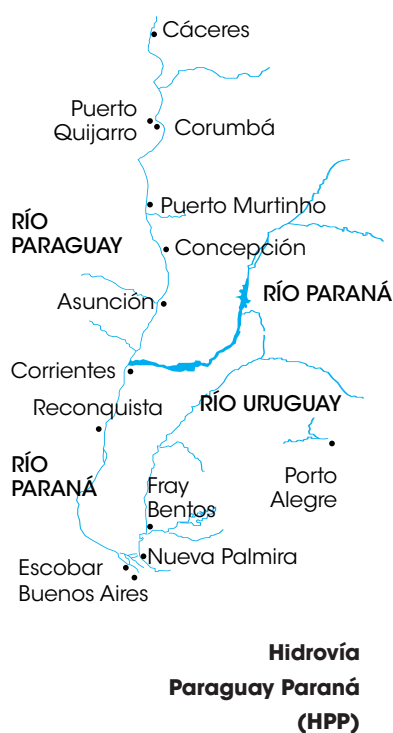 Cáceres
Puerto
Quijarro
Corumbá
Puerto Murtinho
RÍO
PARAGUAY
Concepción
RÍO PARANÁ
Asunción
Corrientes
Reconquista
RÍO URUGUAY
RÍO
PARANÁ
Fray
Bentos
Porto
Alegre
Nueva Palmira
Escobar
Buenos Aires
Hidrovía
Paraguay Paraná
(HPP)